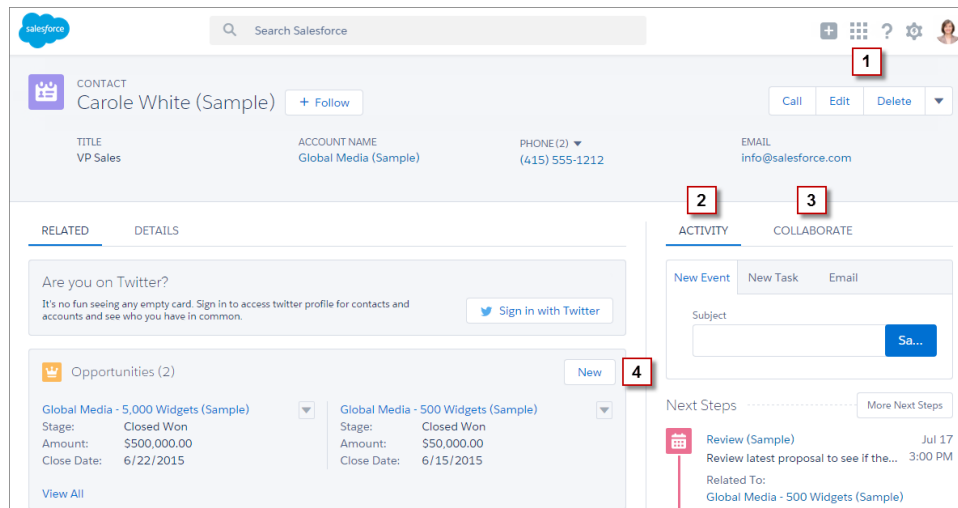 salesforce
Search Salesforce
?
1
CONTACT
Carole White (Sample)
+ Follow
Call Edit Delete
TITLE ACCOUNT NAME PHONE (2) EMAIL
VP Sales Global Media (Sample) (415) 555-1212 info@salesforce.com
2 3
RELATED DETAILS
ACTIVITY COLLABORATE
Are you on Twitter?
It's no fun seeing any empty card. Sign in to access twitter profile for contacts and
accounts and see who you have in common.
Sign in with Twitter
New Event New Task Email
Subject
Sa...
Opportunities (2)
New
4
Global Media - 5,000 Widgets (Sample)
Stage: Closed Won
Amount: $500,000.00
Close Date: 6/22/2015
Global Media - 500 Widgets (Sample)
Stage: Closed Won
Amount: $50,000.00
Close Date: 6/15/2015
View All
Next Steps
More Next Steps
Review (Sample) Jul 17
Review latest proposal to see if the... 3:00 PM
Related To:
Global Media - 500 Widgets (Sample)